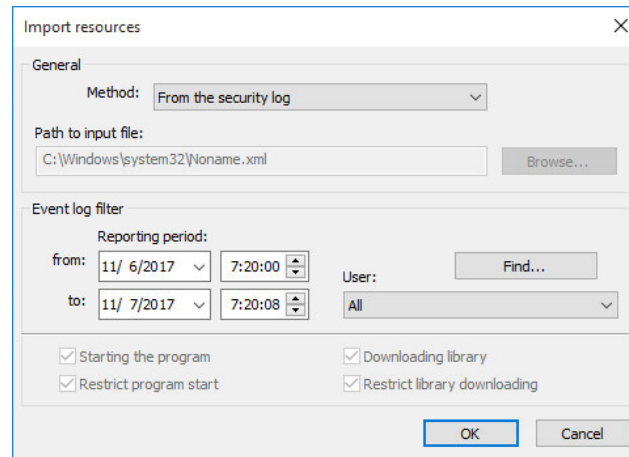 Import resources
General
Method: From the security log
Path to input file:
C:\Windows\system32\Noname.xml Browse...
Event log filter
Reporting period:
from: 11/ 6/2017 7:20:00
User: Find...
to: 11/ 7/2017 7:20:08 All
Starting the program Downloading library
Restrict program start Restrict library downloading
OK Cancel